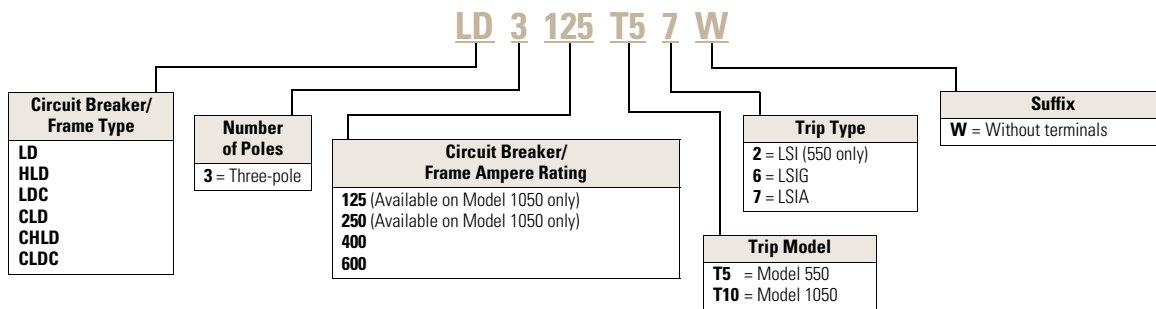 LD 3 125 T5 7 W
Circuit Breaker/
Frame Type
LD
HLD
LDC
CLD
CHLD
CLDC
Number
of Poles
3 = Three-pole
Circuit Breaker/
Frame Ampere Rating
125 (Available on Model 1050 only)
250 (Available on Model 1050 only)
400
600
Trip Model
T5 = Model 550
T10 = Model 1050
Trip Type
2 = LSI (550 only)
6 = LSIG
7 = LSIA
Suffix
W = Without terminals